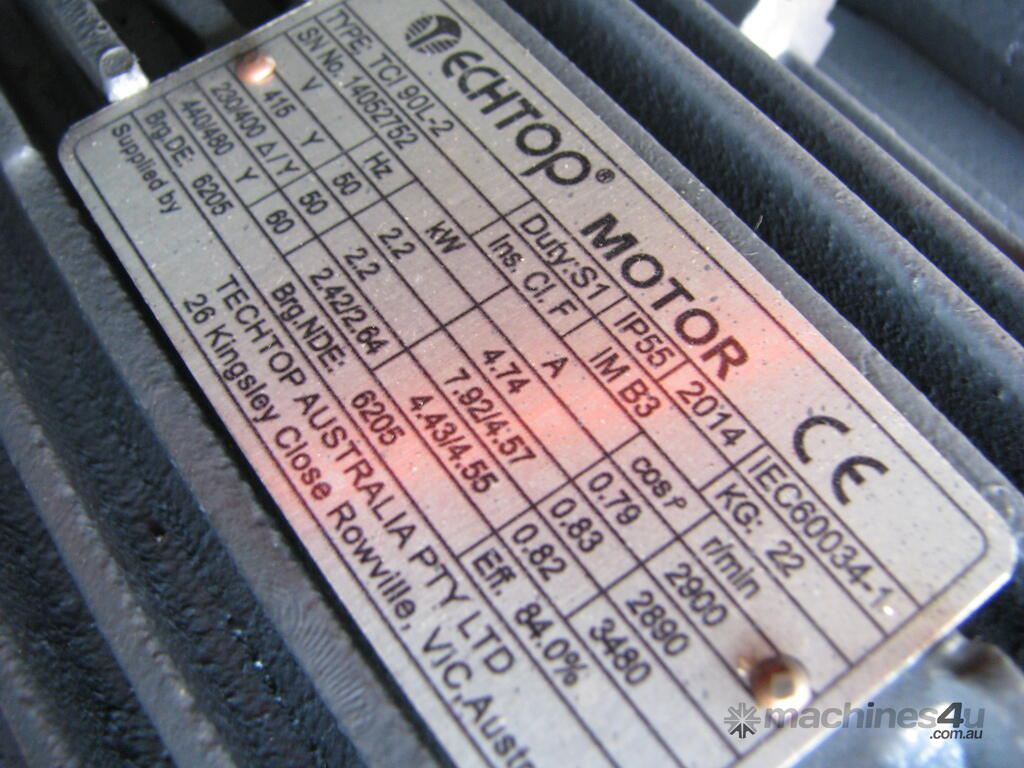 TECHTOP® MOTOR CE
TYPE: TCI 90L-2 Duty:S1 IP55 2014 IEC60034-1
SN No. 14052752 Ins. Cl. F IM B3 KG: 22
V Hz kW A cos φ r/min
415 Y 50 2.2 4.74 0.79 2900
230/400 Δ/Y 50 2.2 7.92/4.57 0.83 2890
440/480 Y 60 2.42/2.64 4.43/4.55 0.82 3480
Brg.DE: 6205 Brg.NDE: 6205 Eff. 84.0%
Supplied by TECHTOP AUSTRALIA PTY LTD
26 Kingsley Close Rowville, VIC, Austr
machines4u
.com.au